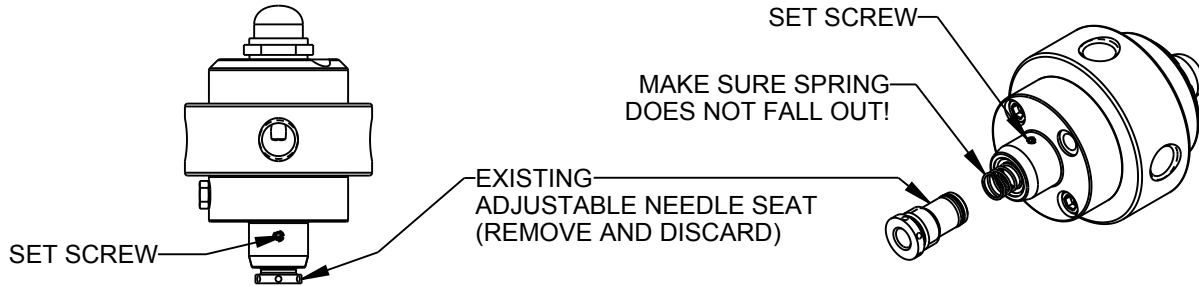 SET SCREW
MAKE SURE SPRING
DOES NOT FALL OUT!
EXISTING
ADJUSTABLE NEEDLE SEAT
(REMOVE AND DISCARD)
SET SCREW